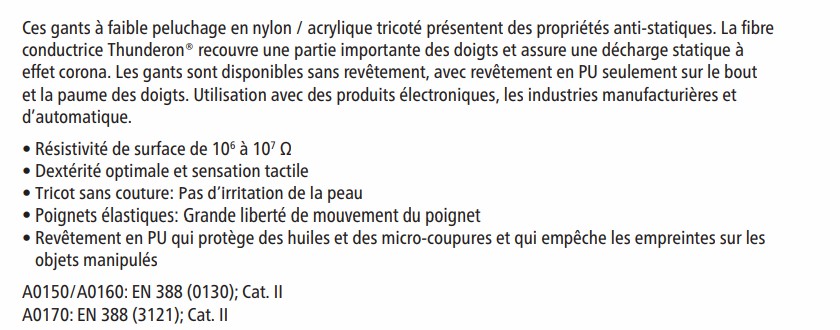 Ces gants à faible peluchage en nylon / acrylique tricoté présentent des propriétés anti-statiques. La fibre
conductrice Thunderon® recouvre une partie importante des doigts et assure une décharge statique à
effet corona. Les gants sont disponibles sans revêtement, avec revêtement en PU seulement sur le bout
et la paume des doigts. Utilisation avec des produits électroniques, les industries manufacturières et
d’automatique.
• Résistivité de surface de 10⁶ à 10⁷ Ω
• Dextérité optimale et sensation tactile
• Tricot sans couture: Pas d’irritation de la peau
• Poignets élastiques: Grande liberté de mouvement du poignet
• Revêtement en PU qui protège des huiles et des micro-coupures et qui empêche les empreintes sur les
objets manipulés
A0150/A0160: EN 388 (0130); Cat. II
A0170: EN 388 (3121); Cat. II